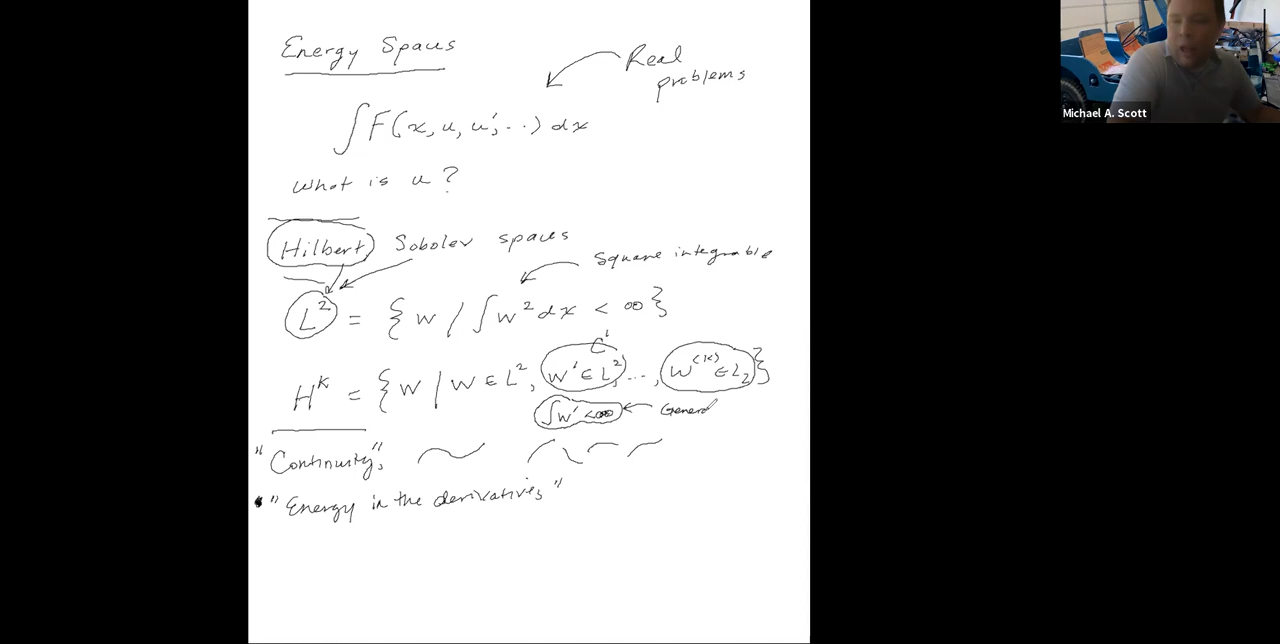 Energy Spaces
Real problems
∫F(x, u, u', ...) dx
What is u?
Hilbert Sobolev spaces
Square integrable
L² = { w / ∫w² dx < ∞ }
C¹
Hᵏ = { w / w ∈ L², w' ∈ L², ..., w⁽ᵏ⁾ ∈ L₂ }
∫w' < ∞ General
"Continuity",
"Energy in the derivatives"
Michael A. Scott